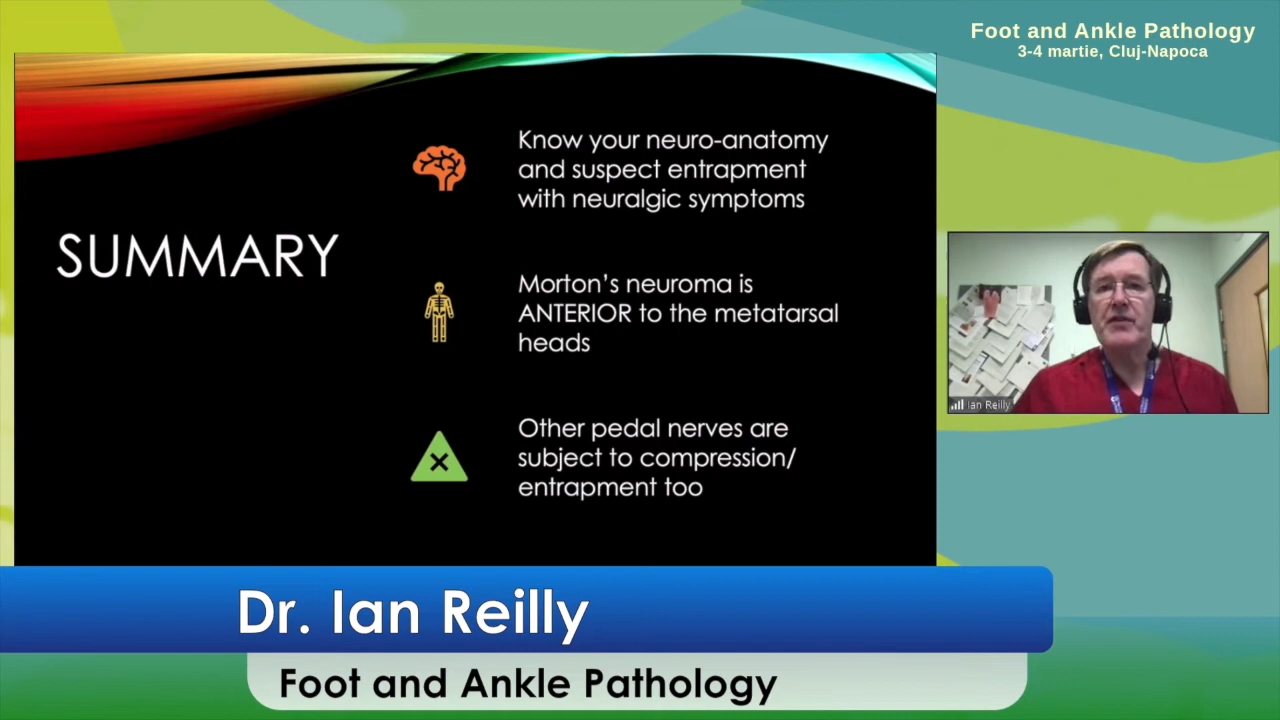 Foot and Ankle Pathology
3-4 martie, Cluj-Napoca
SUMMARY
Know your neuro-anatomy
and suspect entrapment
with neuralgic symptoms
Morton's neuroma is
ANTERIOR to the metatarsal
heads
Other pedal nerves are
subject to compression/
entrapment too
Ian Reilly
Dr. Ian Reilly
Foot and Ankle Pathology